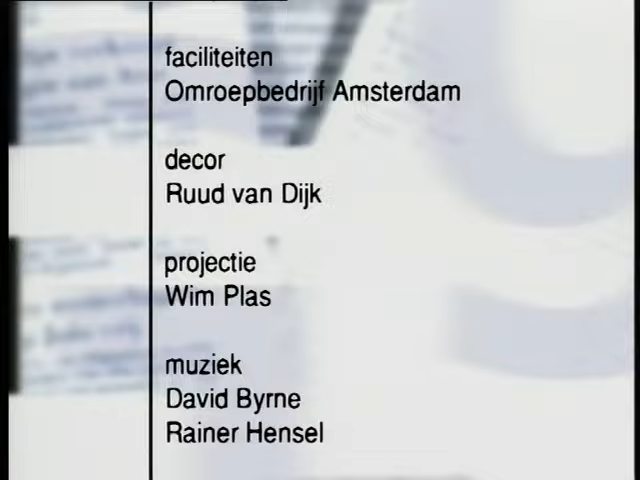 faciliteiten
Omroepbedrijf Amsterdam
decor
Ruud van Dijk
projectie
Wim Plas
muziek
David Byrne
Rainer Hensel